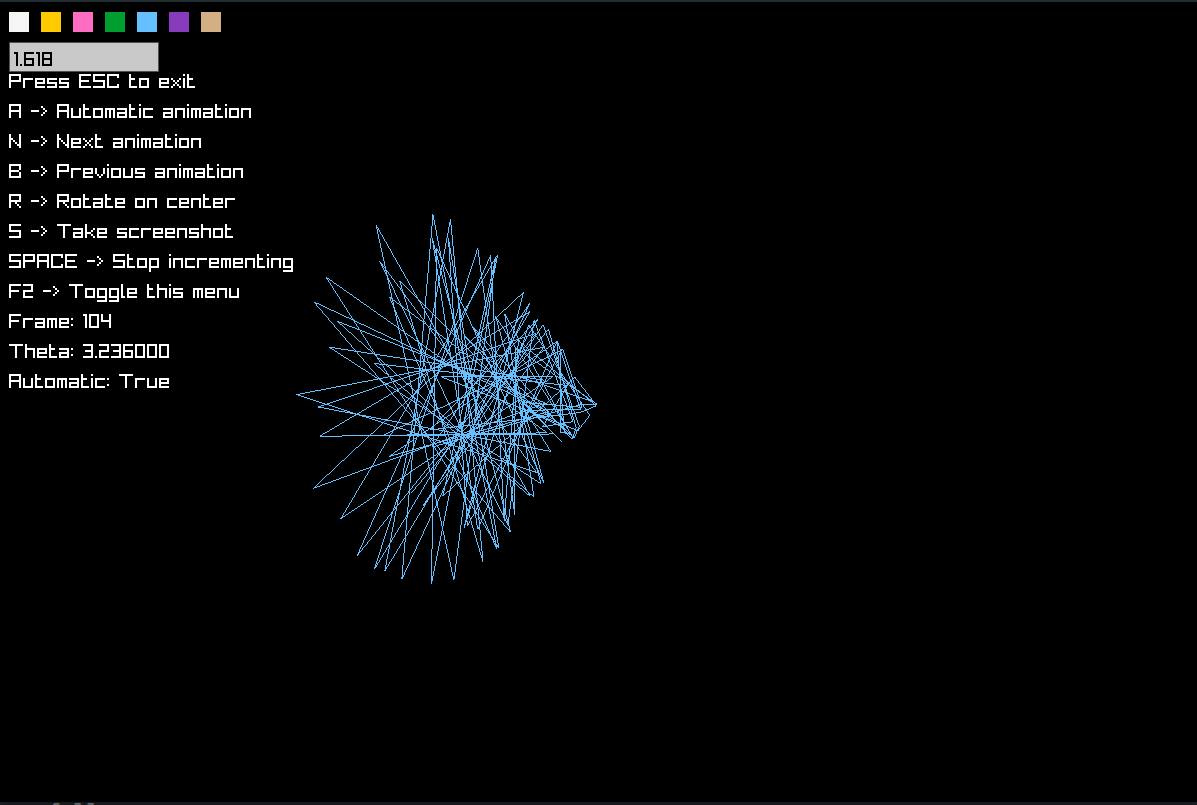 1.618
Press ESC to exit
A -> Automatic animation
N -> Next animation
B -> Previous animation
R -> Rotate on center
S -> Take screenshot
SPACE -> Stop incrementing
F2 -> Toggle this menu
Frame: 104
Theta: 3.236000
Automatic: True